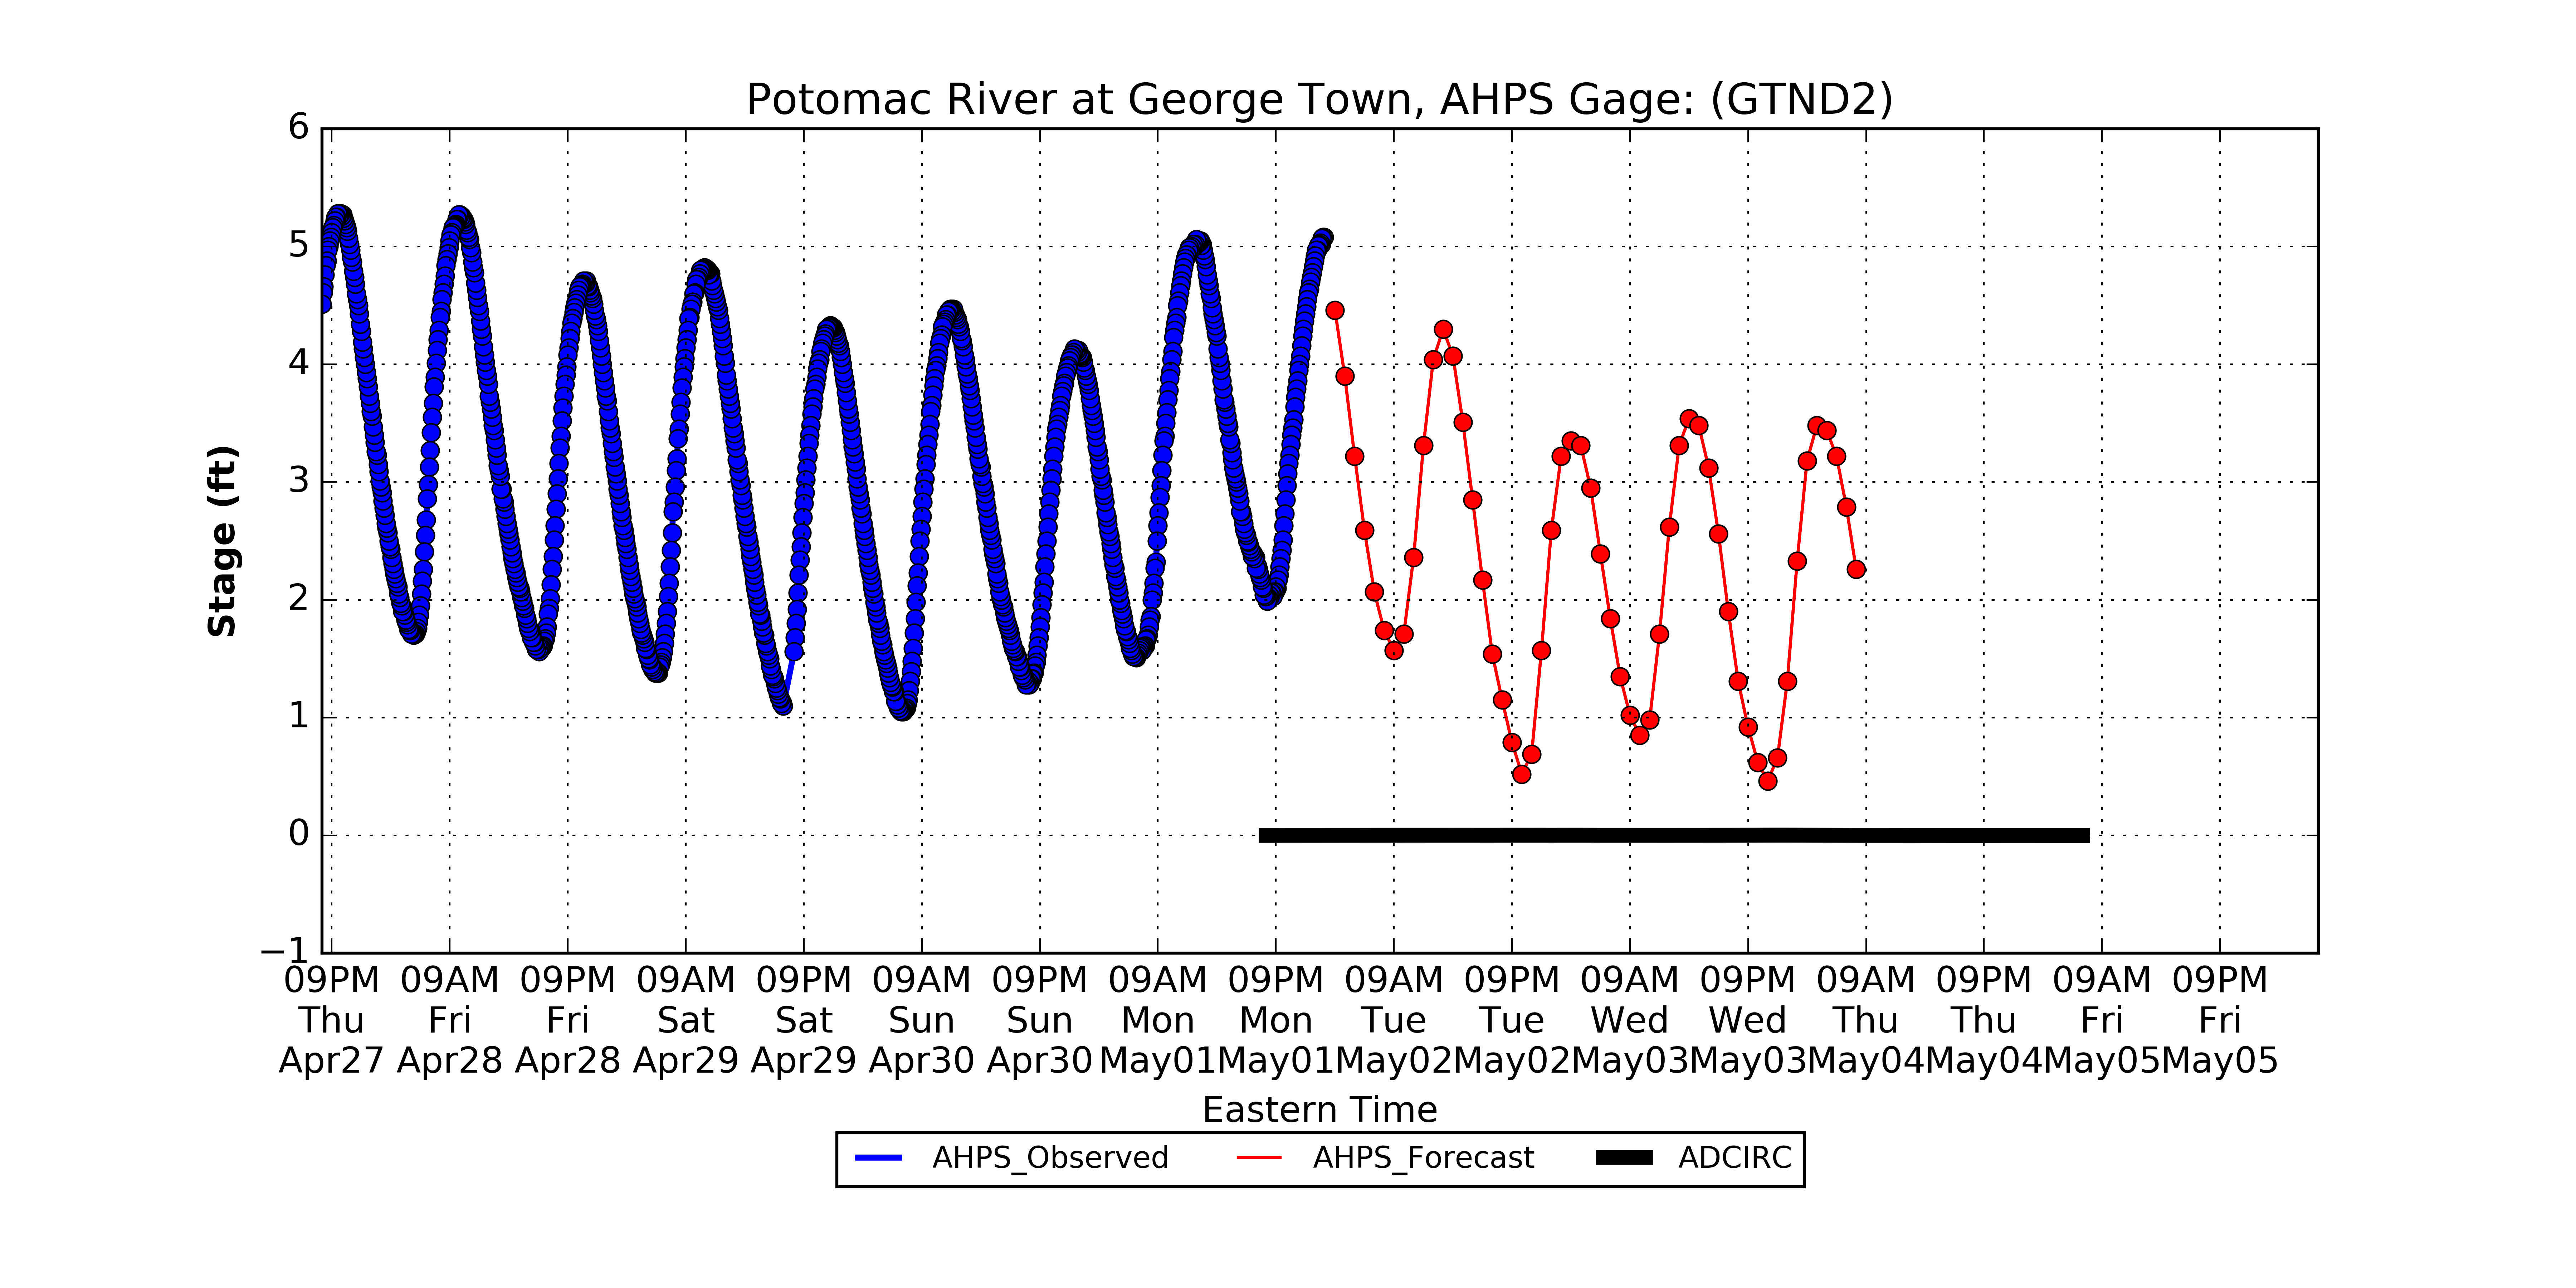 Potomac River at George Town, AHPS Gage: (GTND2)
6
5
4
3
2
1
0
−1
Stage (ft)
09PM 09AM 09PM 09AM 09PM 09AM 09PM 09AM 09PM 09AM 09PM 09AM 09PM 09AM 09PM 09AM 09PM
Thu Fri Fri Sat Sat Sun Sun Mon Mon Tue Tue Wed Wed Thu Thu Fri Fri
Apr27 Apr28 Apr28 Apr29 Apr29 Apr30 Apr30 May01 May01 May02 May02 May03 May03 May04 May04 May05 May05
Eastern Time
AHPS_Observed AHPS_Forecast ADCIRC